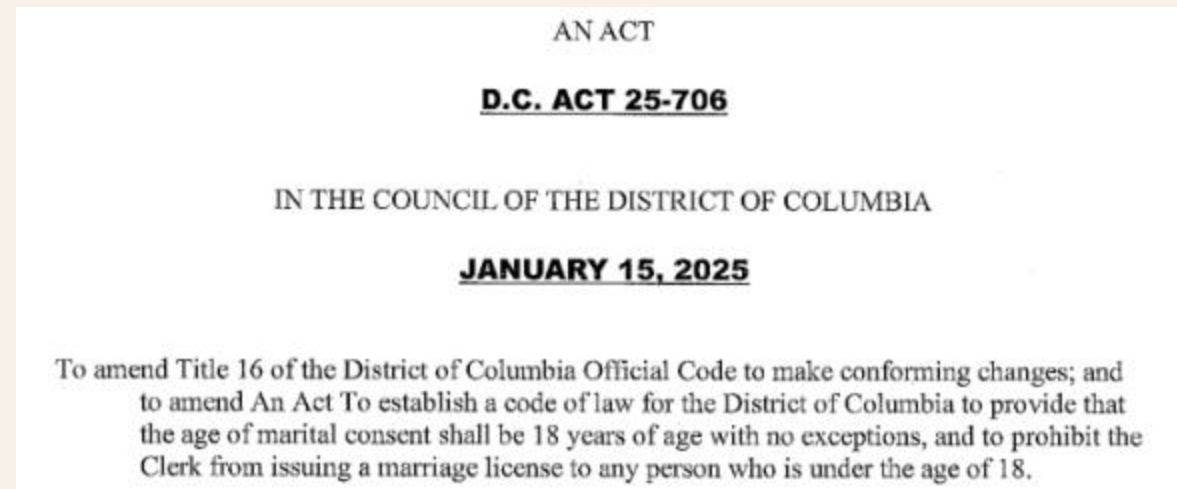 AN ACT
D.C. ACT 25-706
IN THE COUNCIL OF THE DISTRICT OF COLUMBIA
JANUARY 15, 2025
To amend Title 16 of the District of Columbia Official Code to make conforming changes; and
to amend An Act To establish a code of law for the District of Columbia to provide that
the age of marital consent shall be 18 years of age with no exceptions, and to prohibit the
Clerk from issuing a marriage license to any person who is under the age of 18.